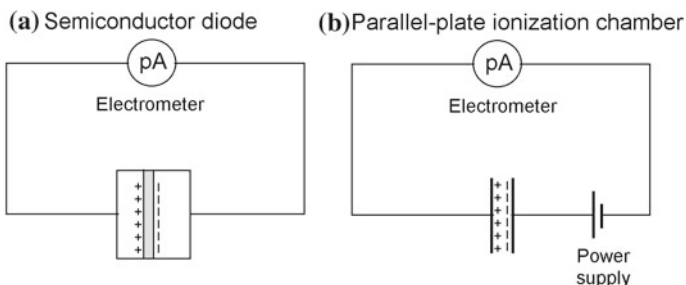 (a) Semiconductor diode
pA
Electrometer
+ −
+ −
+ −
+ −
+ −
+ −
(b) Parallel-plate ionization chamber
pA
Electrometer
+ −
+ −
+ −
+ −
+ −
+ −
Power
supply